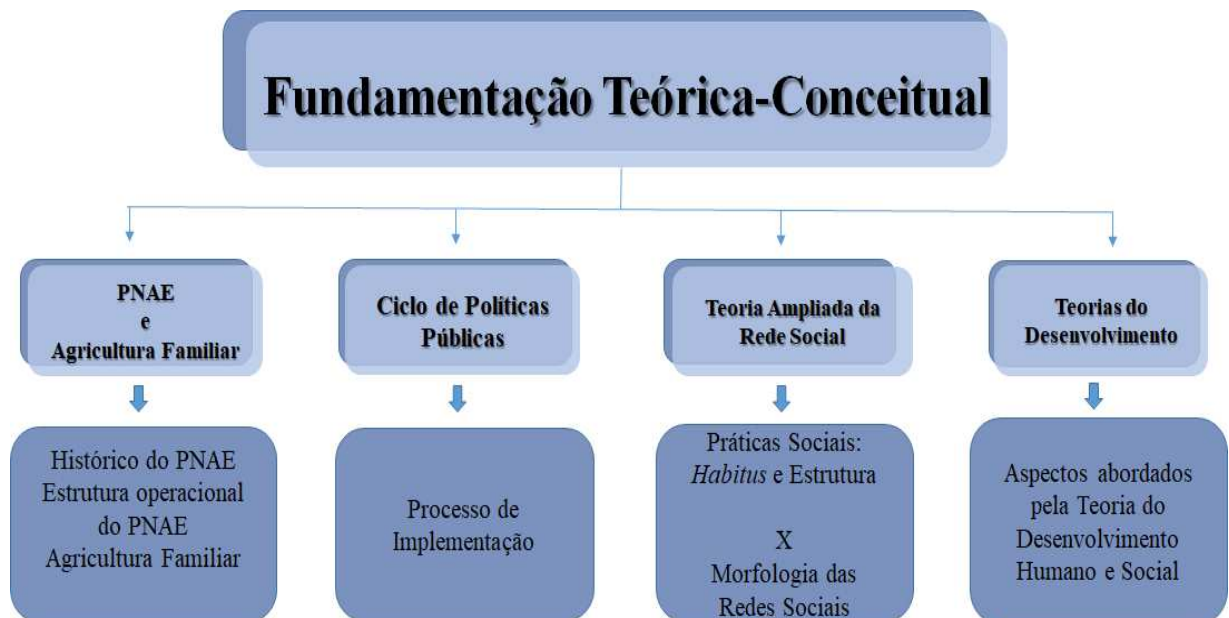 Fundamentação Teórica-Conceitual
PNAE
e
Agricultura Familiar
Ciclo de Políticas
Públicas
Teoria Ampliada da
Rede Social
Teorias do
Desenvolvimento
Histórico do PNAE
Estrutura operacional
do PNAE
Agricultura Familiar
Processo de
Implementação
Práticas Sociais:
Habitus e Estrutura
X
Morfologia das
Redes Sociais
Aspectos abordados
pela Teoria do
Desenvolvimento
Humano e Social